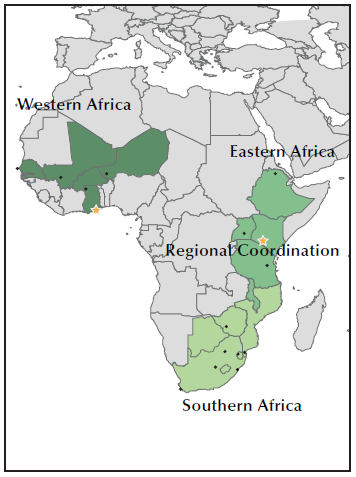 Western Africa
Eastern Africa
Regional Coordination
Southern Africa